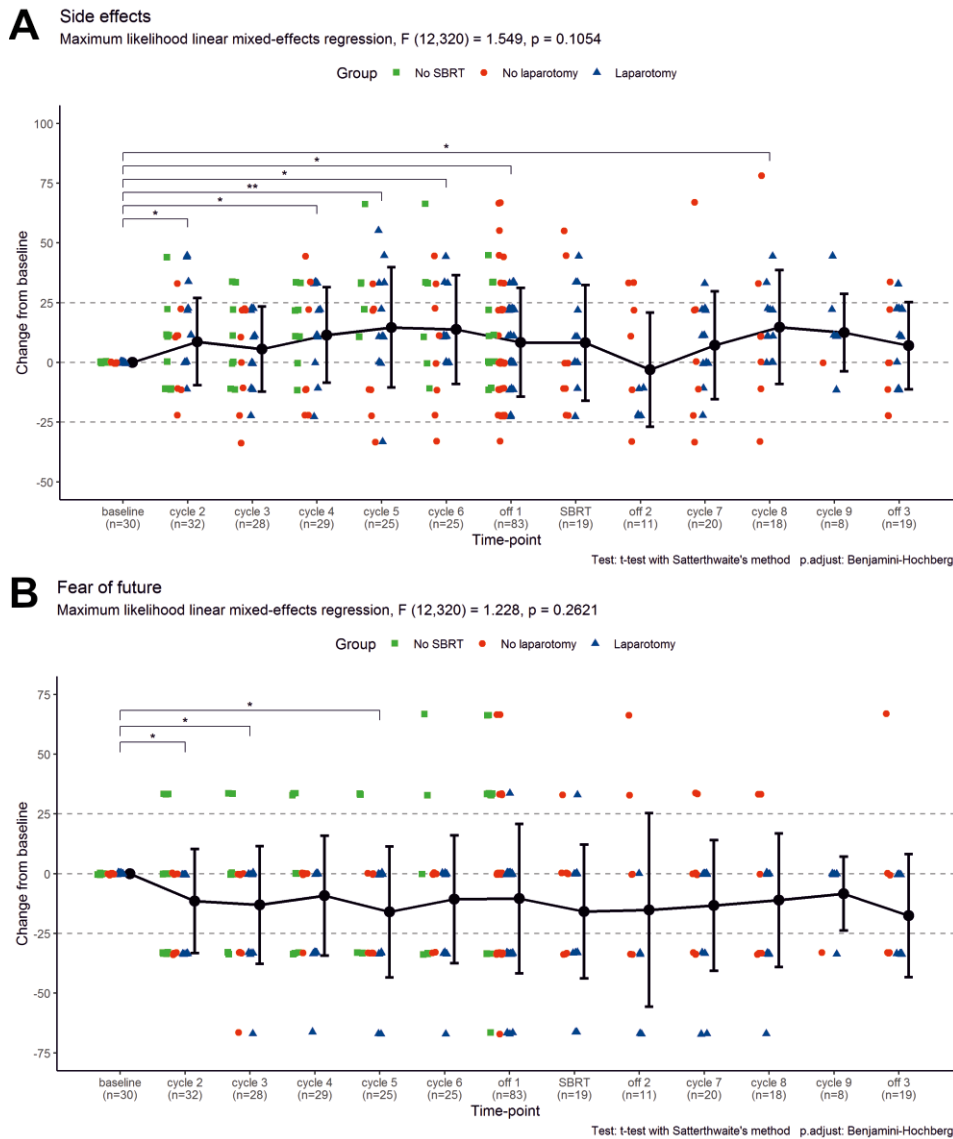 A Side effects
Maximum likelihood linear mixed-effects regression, F (12,320) = 1.549, p = 0.1054
Group No SBRT No laparotomy Laparotomy
100
75
50
25
0
-25
-50
Change from baseline
*
*
*
**
*
*
baseline cycle 2 cycle 3 cycle 4 cycle 5 cycle 6 off 1 SBRT off 2 cycle 7 cycle 8 cycle 9 off 3
(n=30) (n=32) (n=28) (n=29) (n=25) (n=25) (n=83) (n=19) (n=11) (n=20) (n=18) (n=8) (n=19)
Time-point
Test: t-test with Satterthwaite's method p.adjust: Benjamini-Hochberg
B Fear of future
Maximum likelihood linear mixed-effects regression, F (12,320) = 1.228, p = 0.2621
Group No SBRT No laparotomy Laparotomy
75
50
25
0
-25
-50
-75
Change from baseline
*
*
*
baseline cycle 2 cycle 3 cycle 4 cycle 5 cycle 6 off 1 SBRT off 2 cycle 7 cycle 8 cycle 9 off 3
(n=30) (n=32) (n=28) (n=29) (n=25) (n=25) (n=83) (n=19) (n=11) (n=20) (n=18) (n=8) (n=19)
Time-point
Test: t-test with Satterthwaite's method p.adjust: Benjamini-Hochberg